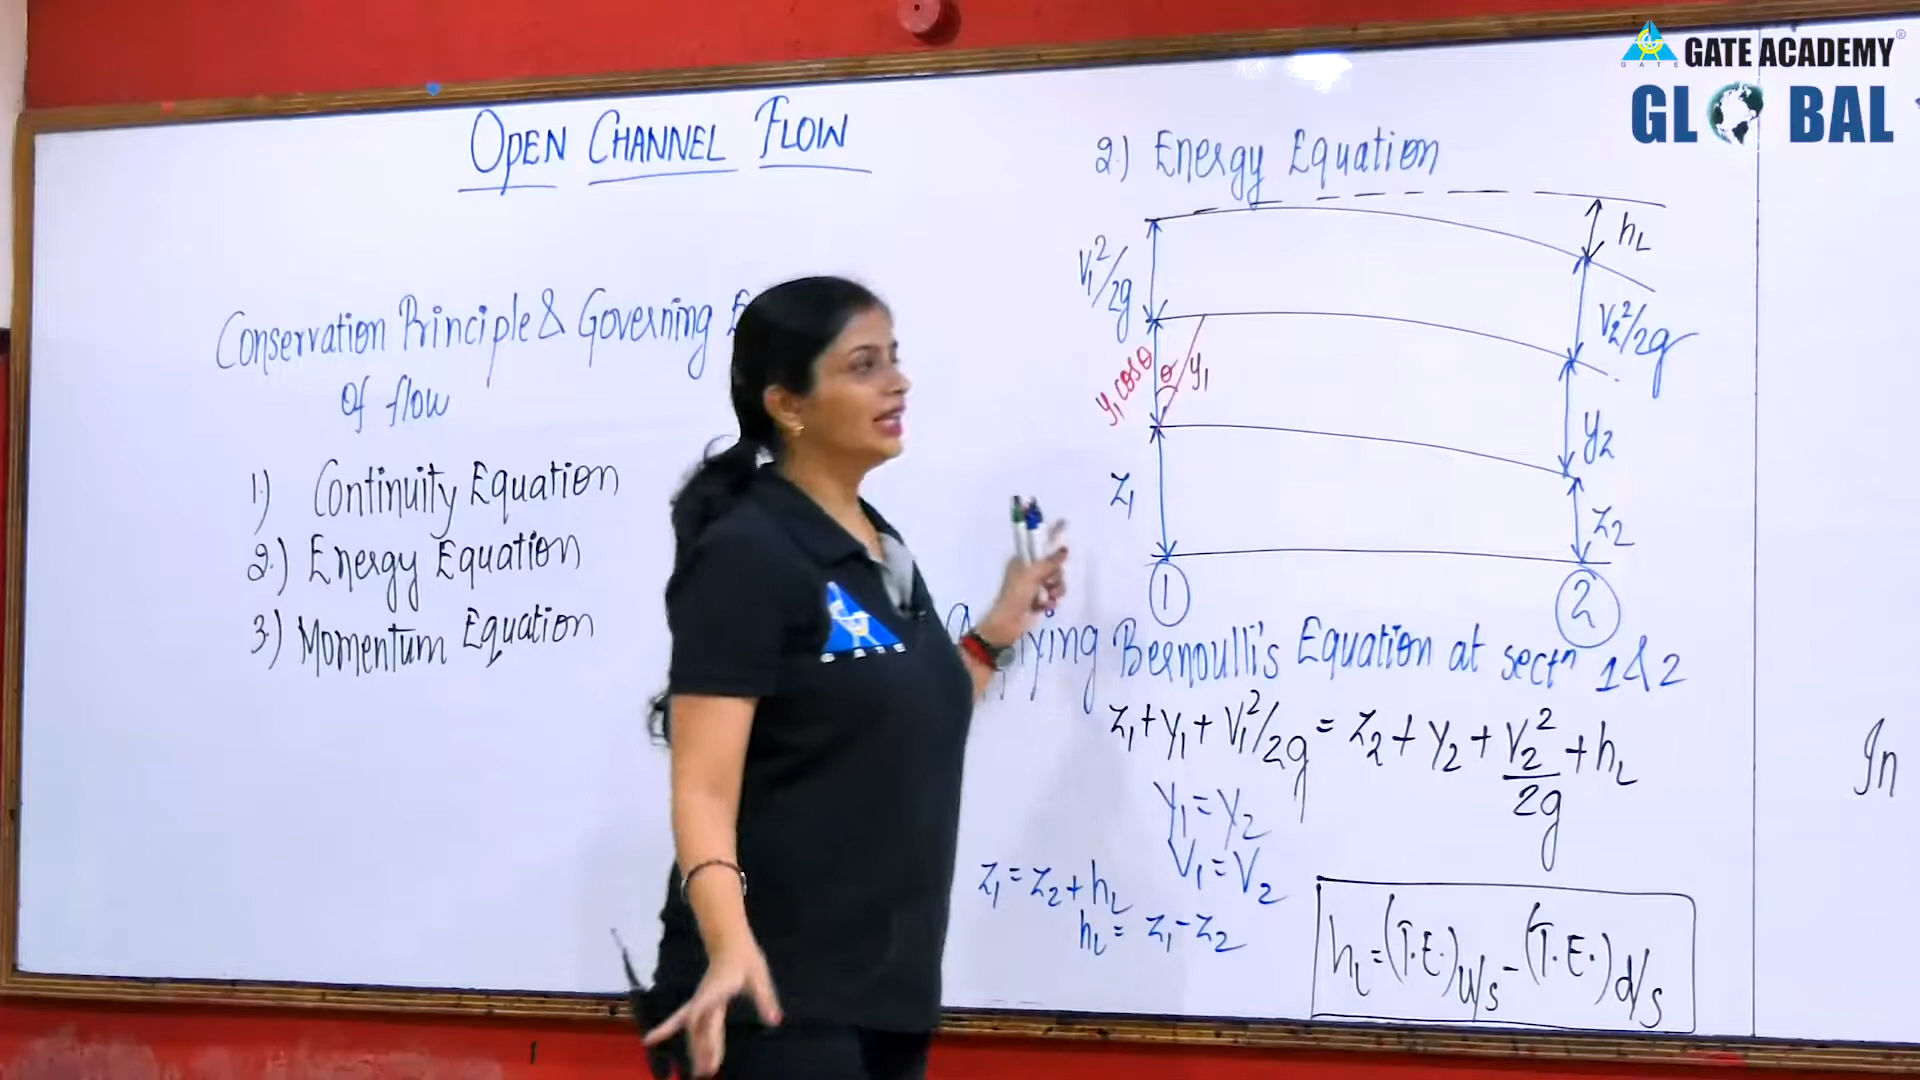 GATE ACADEMY
GATE
GLOBAL
OPEN CHANNEL FLOW
Conservation Principle & Governing
of flow
1) Continuity Equation
2.) Energy Equation
3.) Momentum Equation
2.) Energy Equation
hL
V₁²/2g
V₂²/2g
y₁cosθ
θ
y₁
y₂
Z₁
Z₂
1
2
GATE
Bernoulli's Equation at sectⁿ 1 & 2
Z₁ + y₁ + V₁²/2g = Z₂ + y₂ + V₂²/2g + hL
y₁ = y₂
V₁ = V₂
Z₁ = Z₂ + hL
hL = Z₁ - Z₂
hL = (T.E.)u/s - (T.E.)d/s
In